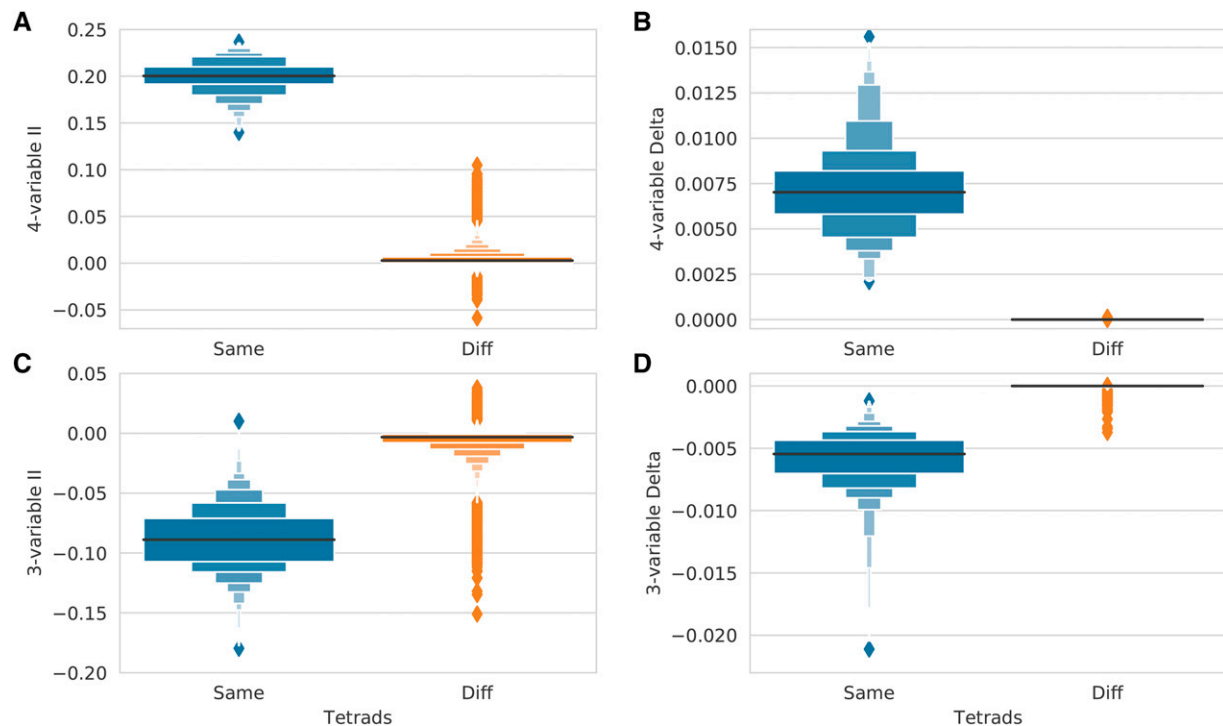 A
4-variable II
0.25
0.20
0.15
0.10
0.05
0.00
−0.05
Same
Diff
B
4-variable Delta
0.0150
0.0125
0.0100
0.0075
0.0050
0.0025
0.0000
Same
Diff
C
3-variable II
0.05
0.00
−0.05
−0.10
−0.15
−0.20
Same
Diff
Tetrads
D
3-variable Delta
0.000
−0.005
−0.010
−0.015
−0.020
Same
Diff
Tetrads